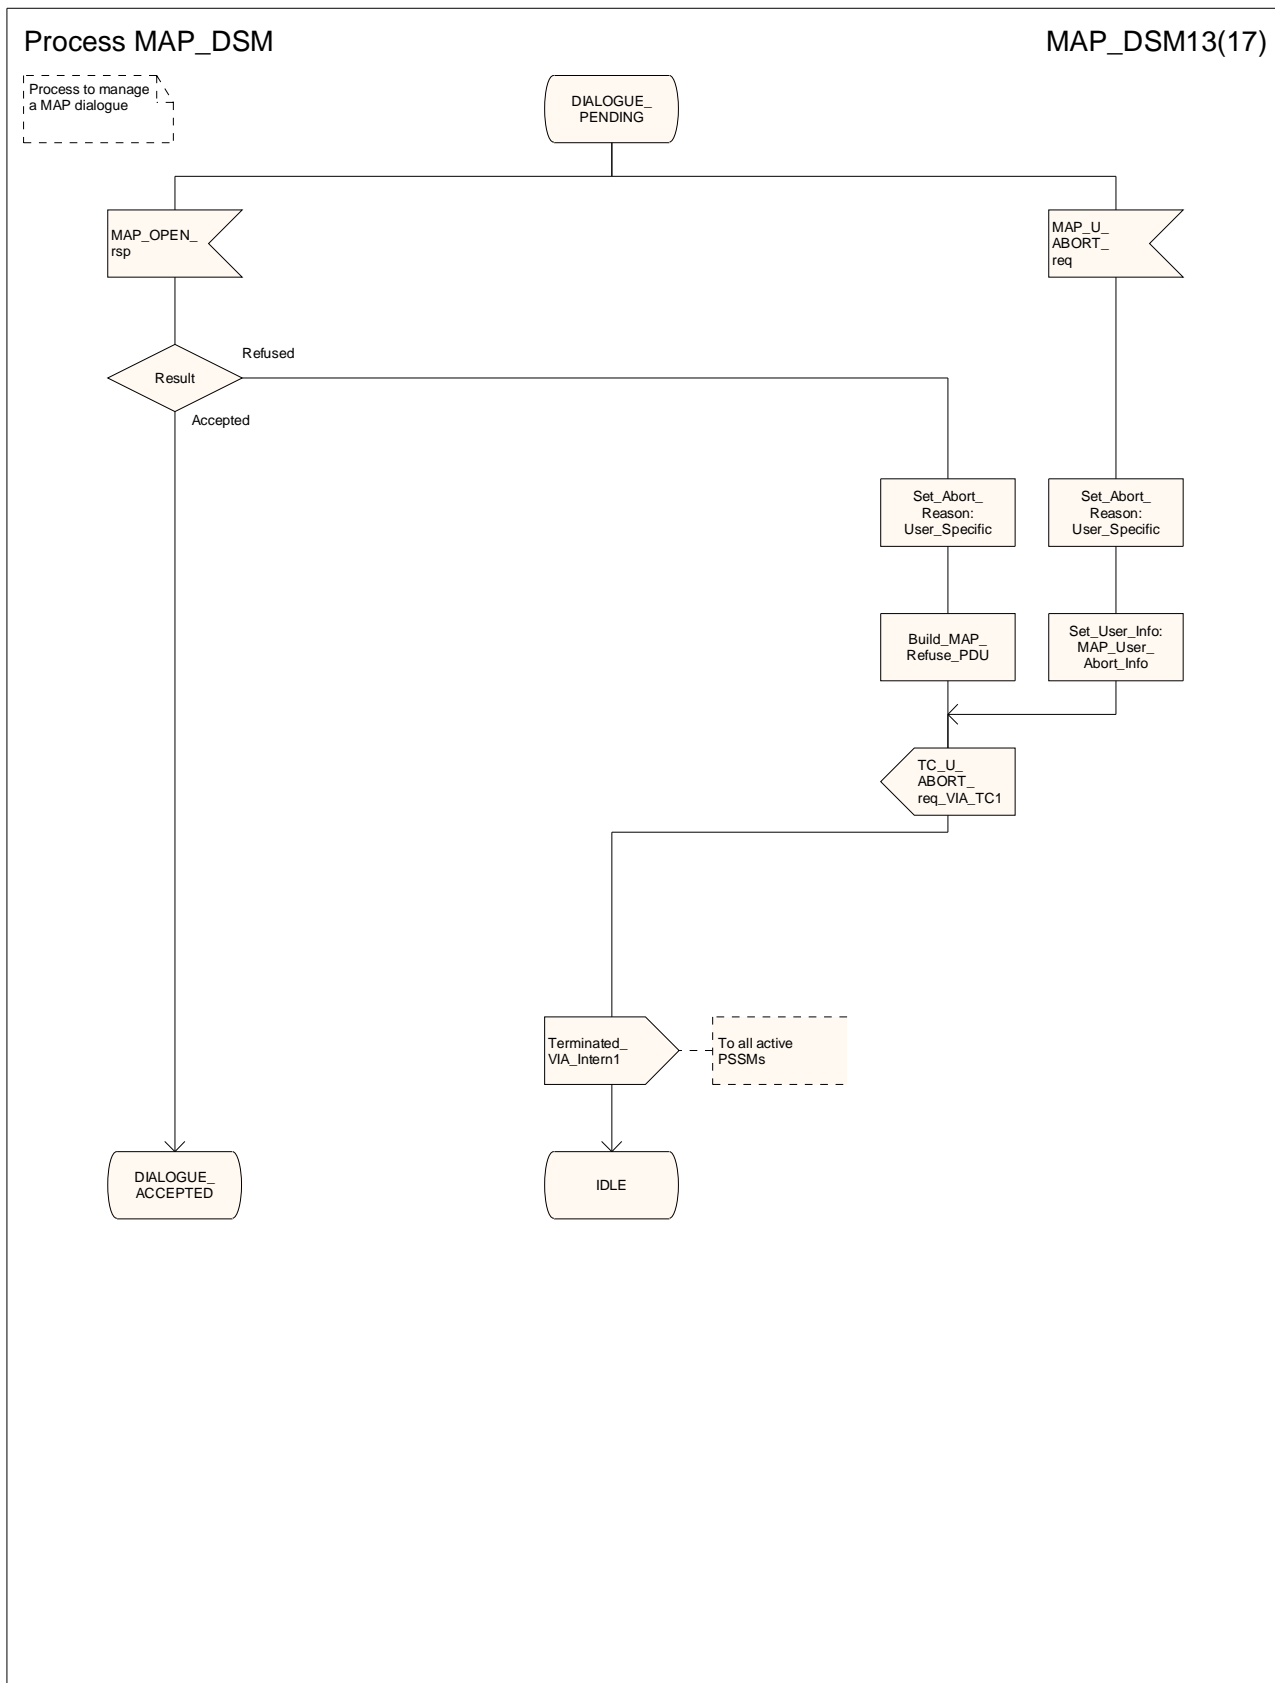 Process MAP_DSM
MAP_DSM13(17)
Process to manage
a MAP dialogue
DIALOGUE_
PENDING
MAP_OPEN_
rsp
MAP_U_
ABORT_
req
Result
Refused
Accepted
Set_Abort_
Reason:
User_Specific
Set_Abort_
Reason:
User_Specific
Build_MAP_
Refuse_PDU
Set_User_Info:
MAP_User_
Abort_Info
TC_U_
ABORT_
req_VIA_TC1
Terminated_
VIA_Intern1
To all active
PSSMs
DIALOGUE_
ACCEPTED
IDLE